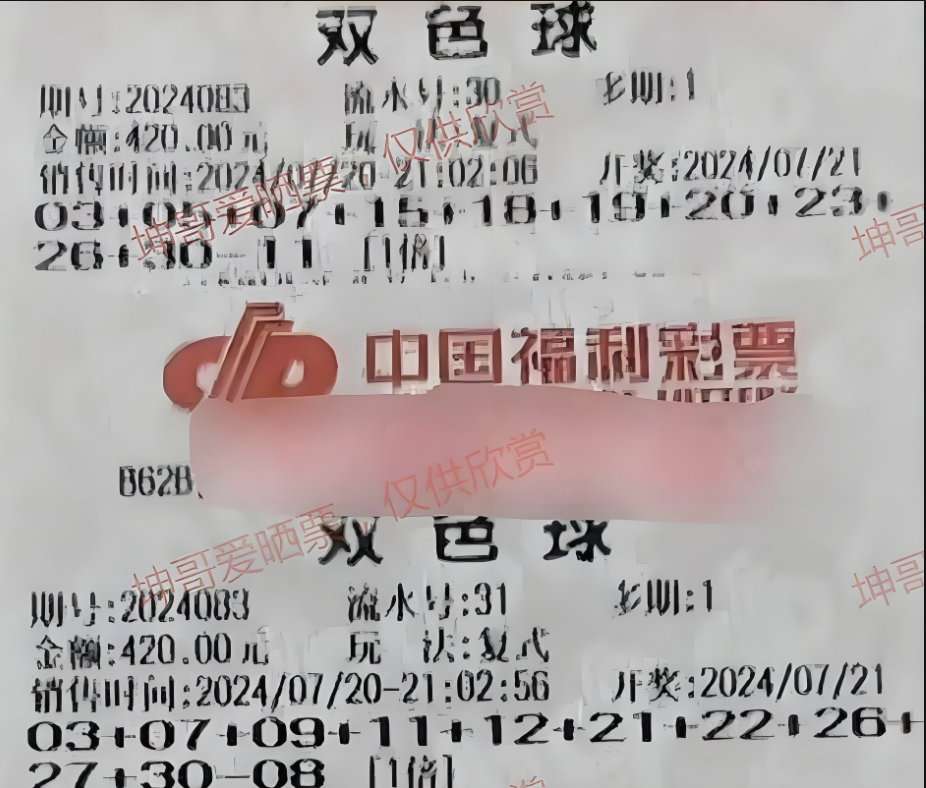 双色球
期号:2024083 流水号:30 多期:1
金额:420.00元 玩法:复式
销售时间:2024/07/20-21:02:06 开奖:2024/07/21
03+05+07+15+18+19+20+23+
26+30-11 [1倍]
中国福利彩票
B62B
双色球
期号:2024083 流水号:31 多期:1
金额:420.00元 玩法:复式
销售时间:2024/07/20-21:02:56 开奖:2024/07/21
03+07+09+11+12+21+22+26+
27+30-08 [1倍]
坤哥爱晒票,仅供欣赏
坤哥
坤哥爱晒票,仅供欣赏
坤哥
赏